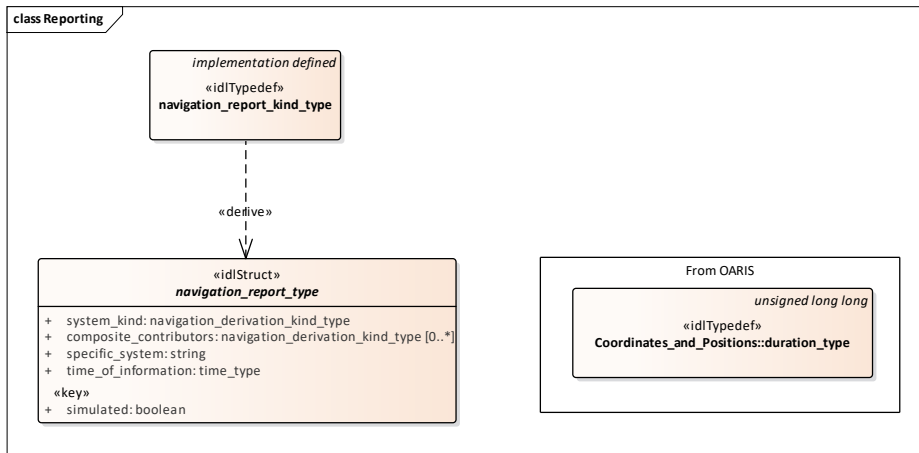 class Reporting
implementation defined
«idlTypedef»
navigation_report_kind_type
«derive»
«idlStruct»
navigation_report_type
+ system_kind: navigation_derivation_kind_type
+ composite_contributors: navigation_derivation_kind_type [0..*]
+ specific_system: string
+ time_of_information: time_type
«key»
+ simulated: boolean
From OARIS
unsigned long long
«idlTypedef»
Coordinates_and_Positions::duration_type